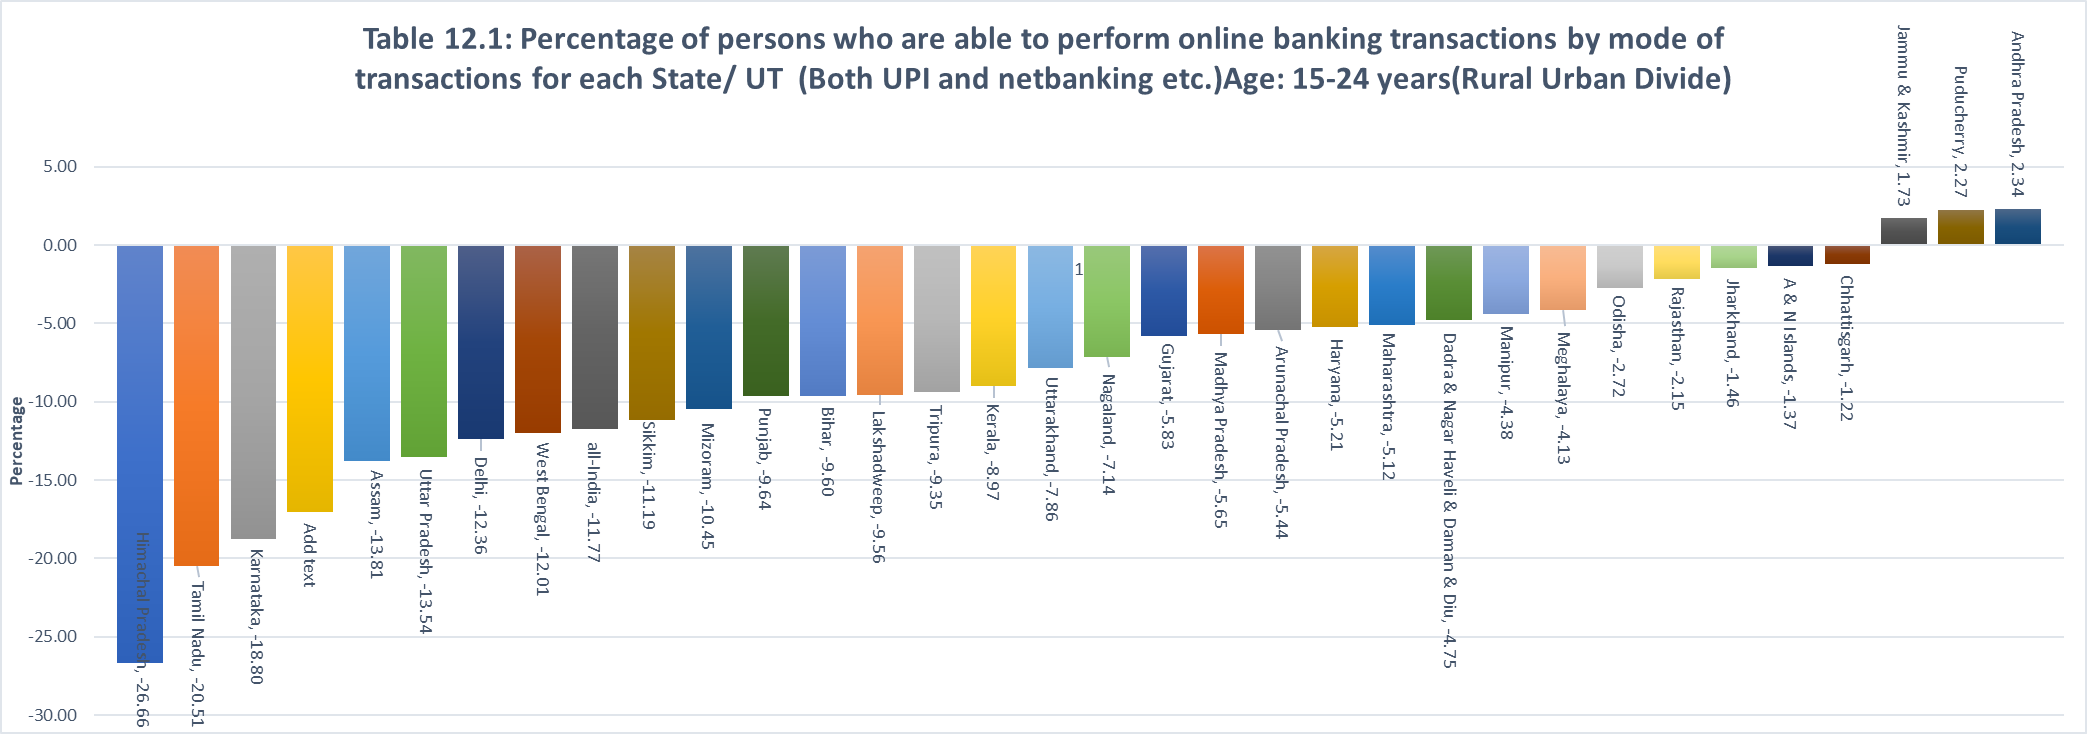 Table 12.1: Percentage of persons who are able to perform online banking transactions by mode of
transactions for each State/ UT (Both UPI and netbanking etc.)Age: 15-24 years(Rural Urban Divide)
Percentage
5.00
0.00
-5.00
-10.00
-15.00
-20.00
-25.00
-30.00
Himachal Pradesh, -26.66
Tamil Nadu, -20.51
Karnataka, -18.80
Add text
Assam, -13.81
Uttar Pradesh, -13.54
Delhi, -12.36
West Bengal, -12.01
all-India, -11.77
Sikkim, -11.19
Mizoram, -10.45
Punjab, -9.64
Bihar, -9.60
Lakshadweep, -9.56
Tripura, -9.35
Kerala, -8.97
Uttarakhand, -7.86
1
Nagaland, -7.14
Gujarat, -5.83
Madhya Pradesh, -5.65
Arunachal Pradesh, -5.44
Haryana, -5.21
Maharashtra, -5.12
Dadra & Nagar Haveli & Daman & Diu, -4.75
Manipur, -4.38
Meghalaya, -4.13
Odisha, -2.72
Rajasthan, -2.15
Jharkhand, -1.46
A & N Islands, -1.37
Chhattisgarh, -1.22
Jammu & Kashmir, 1.73
Puducherry, 2.27
Andhra Pradesh, 2.34